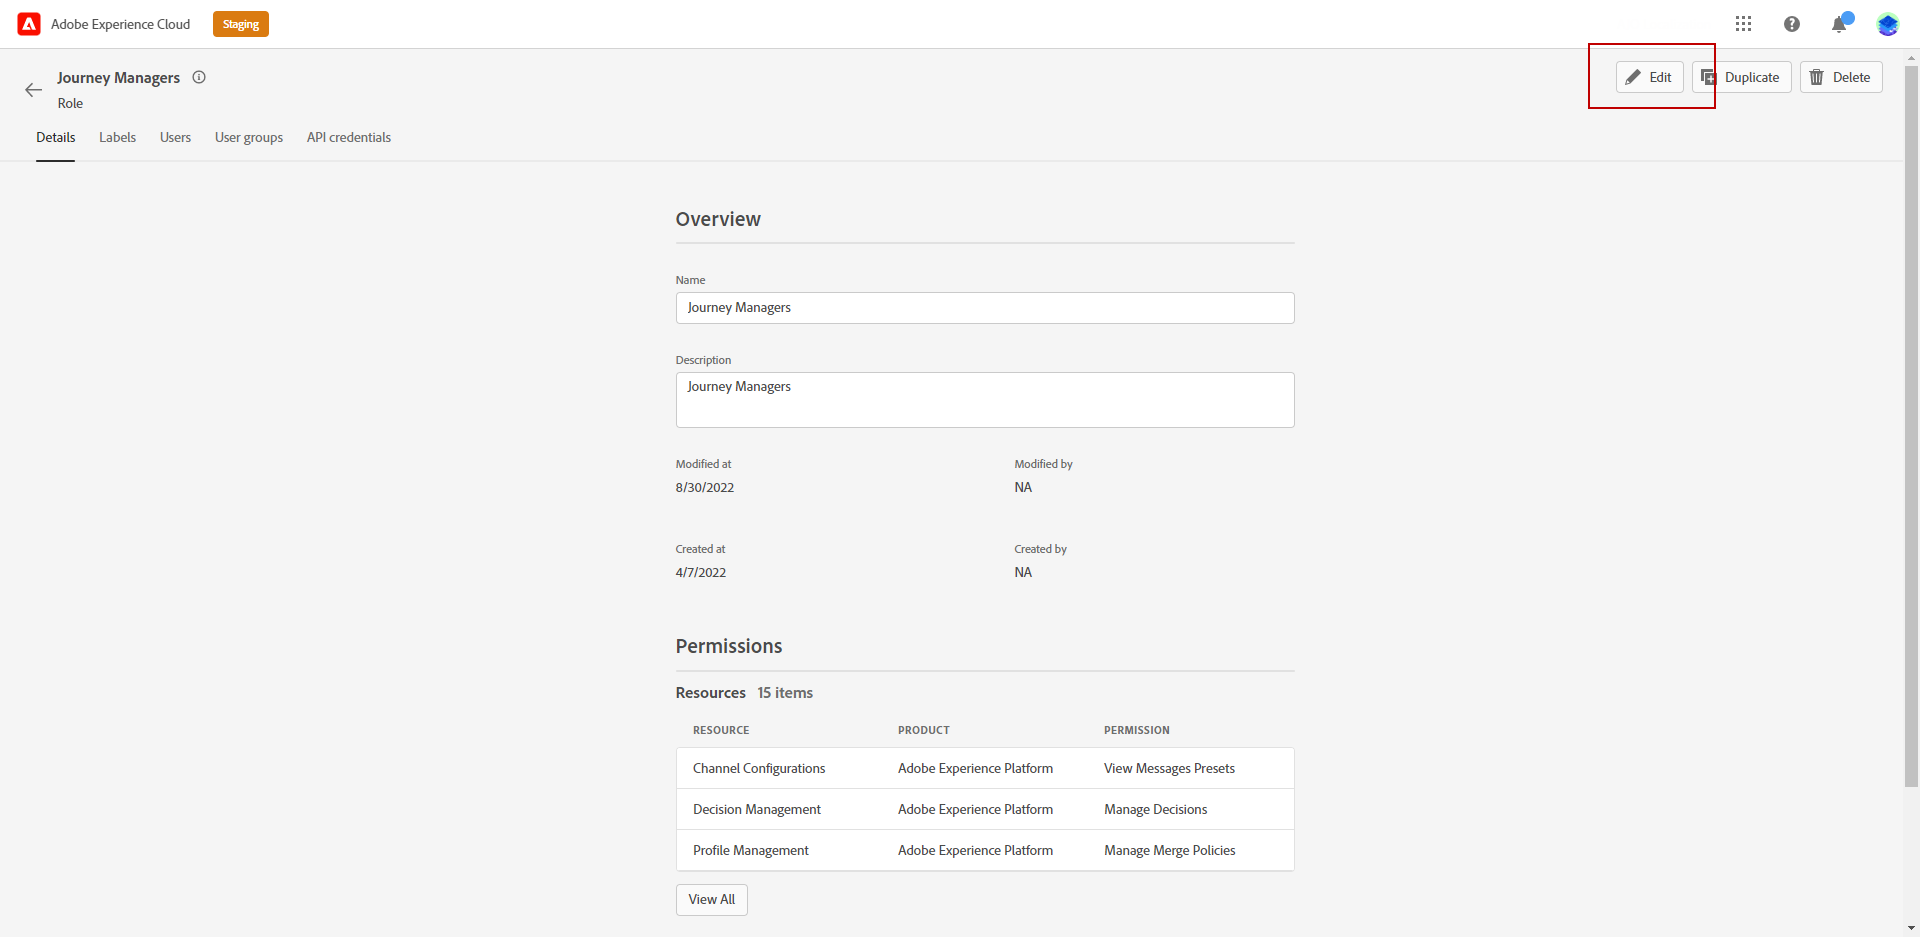 Adobe Experience Cloud Staging
Journey Managers
Role
Edit Duplicate Delete
Details Labels Users User groups API credentials
Overview
Name
Journey Managers
Description
Journey Managers
Modified at Modified by
8/30/2022 NA
Created at Created by
4/7/2022 NA
Permissions
Resources 15 items
RESOURCE PRODUCT PERMISSION
Channel Configurations Adobe Experience Platform View Messages Presets
Decision Management Adobe Experience Platform Manage Decisions
Profile Management Adobe Experience Platform Manage Merge Policies
View All